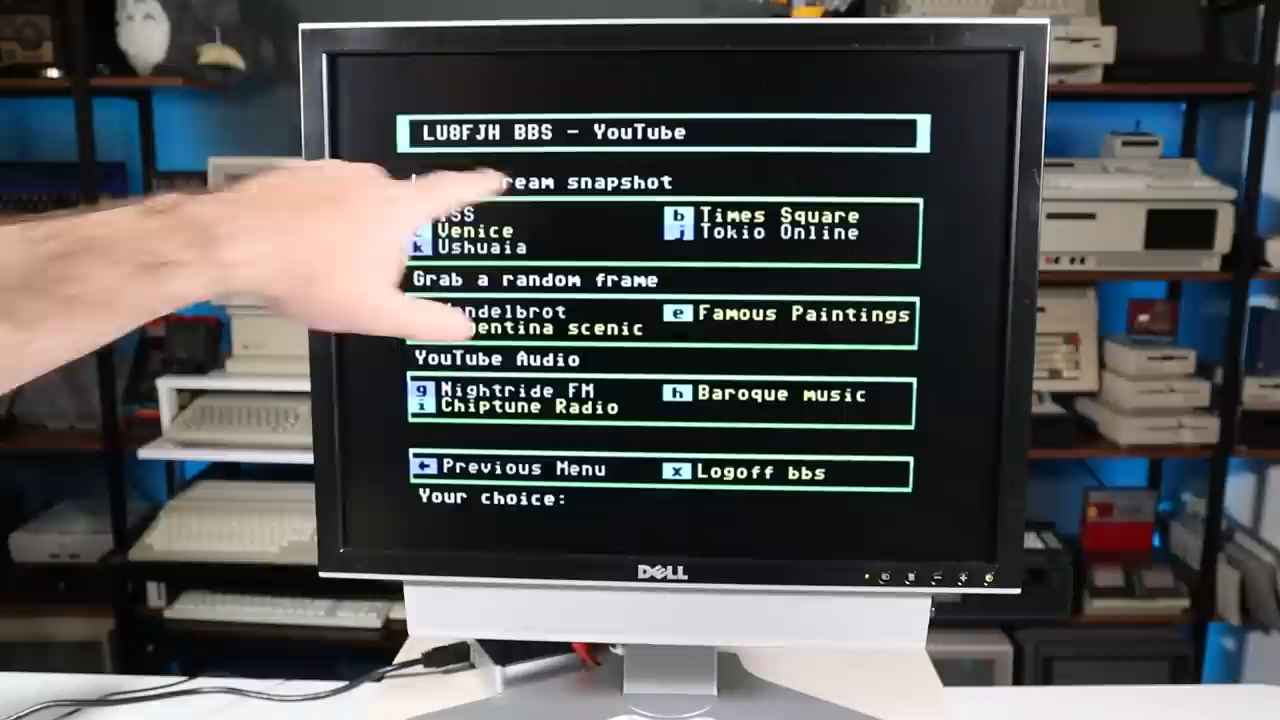 LU8FJH BBS - YouTube
ream snapshot
ISS b Times Square
Venice j Tokio Online
k Ushuaia
Grab a random frame
ndelbrot e Famous Paintings
entina scenic
YouTube Audio
g Nightride FM h Baroque music
i Chiptune Radio
← Previous Menu x Logoff bbs
Your choice:
DELL